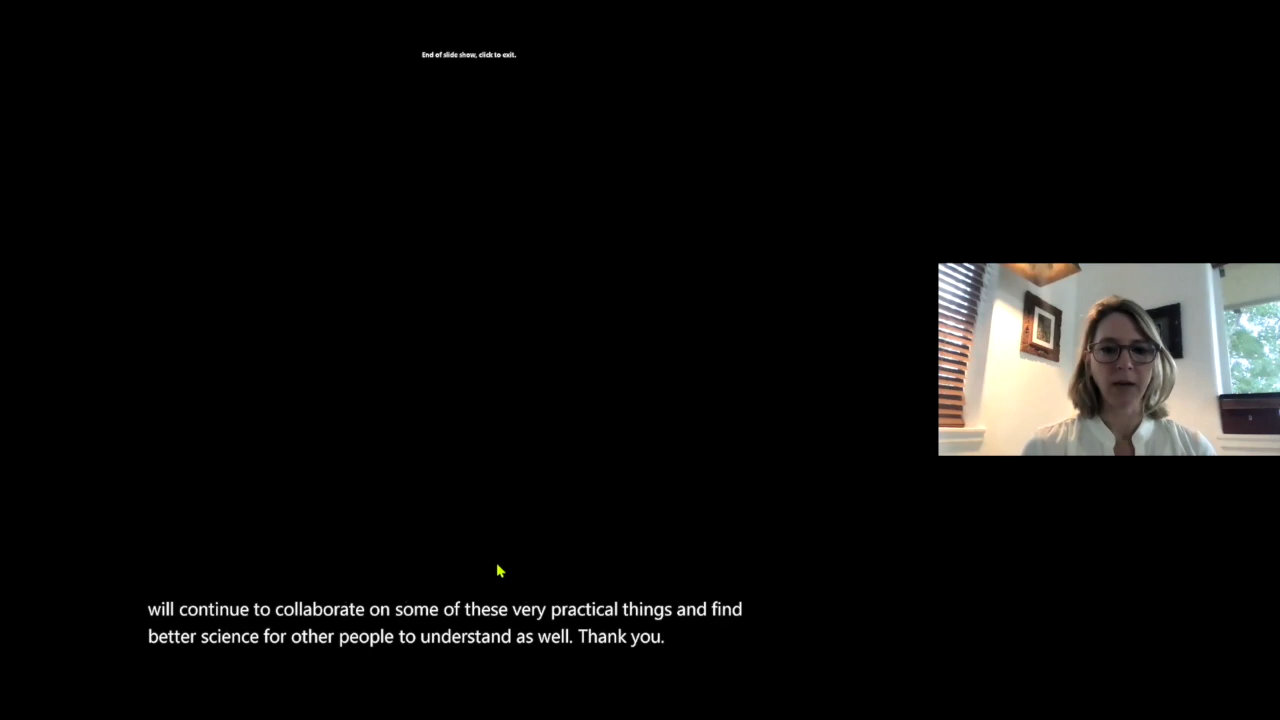 End of slide show, click to exit.
will continue to collaborate on some of these very practical things and find
better science for other people to understand as well. Thank you.